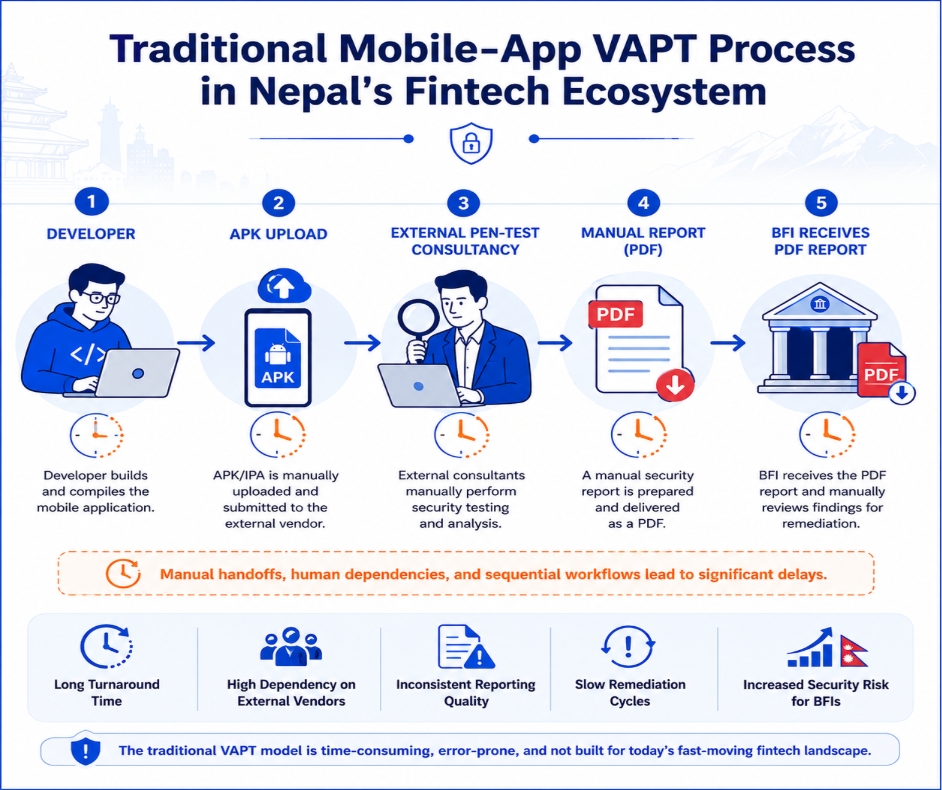 Traditional Mobile-App VAPT Process
in Nepal's Fintech Ecosystem
1
2
3
4
5
DEVELOPER
APK UPLOAD
EXTERNAL PEN-TEST
CONSULTANCY
MANUAL REPORT
(PDF)
BFI RECEIVES
PDF REPORT
</>
APK
PDF
PDF
Developer builds
and compiles the
mobile application.
APK/IPA is manually
uploaded and
submitted to the
external vendor.
External consultants
manually perform
security testing
and analysis.
A manual security
report is prepared
and delivered
as a PDF.
BFI receives the PDF
report and manually
reviews findings for
remediation.
Manual handoffs, human dependencies, and sequential workflows lead to significant delays.
Long Turnaround
Time
High Dependency on
External Vendors
Inconsistent Reporting
Quality
Slow Remediation
Cycles
Increased Security Risk
for BFIs
The traditional VAPT model is time-consuming, error-prone, and not built for today's fast-moving fintech landscape.